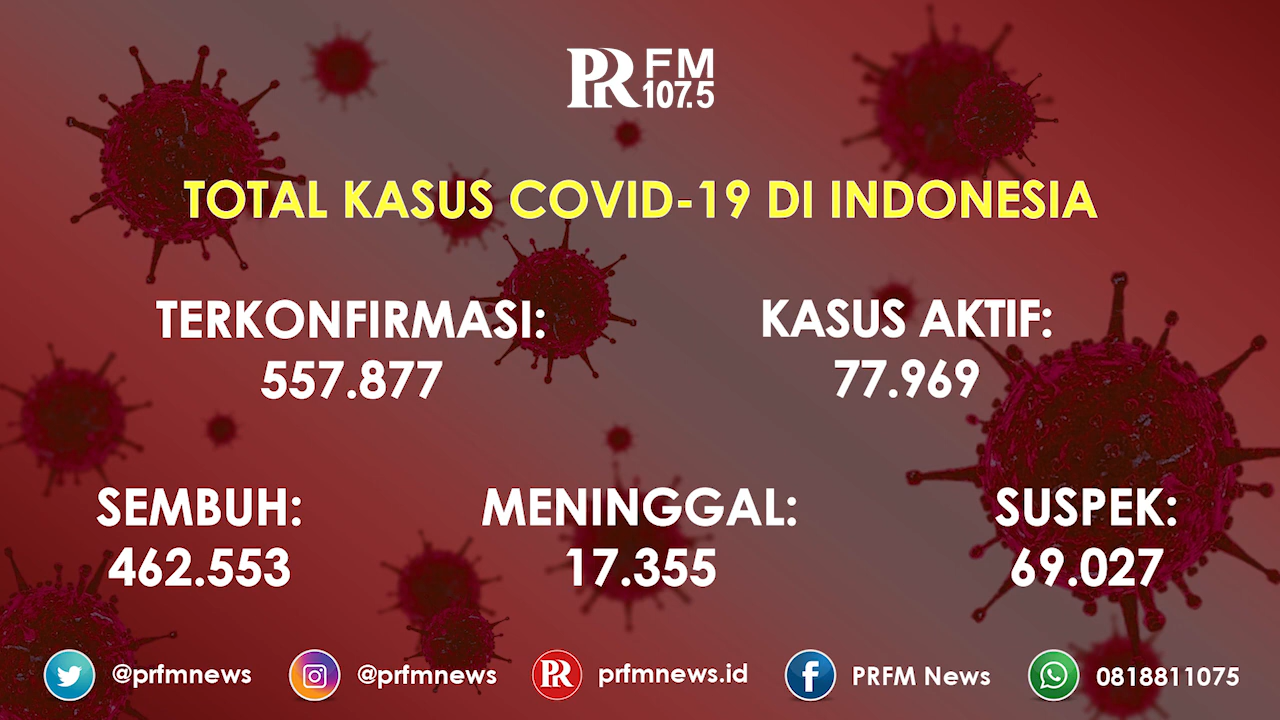 PR FM 107.5
TOTAL KASUS COVID-19 DI INDONESIA
TERKONFIRMASI:
557.877
KASUS AKTIF:
77.969
SEMBUH:
462.553
MENINGGAL:
17.355
SUSPEK:
69.027
@prfmnews
@prfmnews
PR
prfmnews.id
PRFM News
0818811075